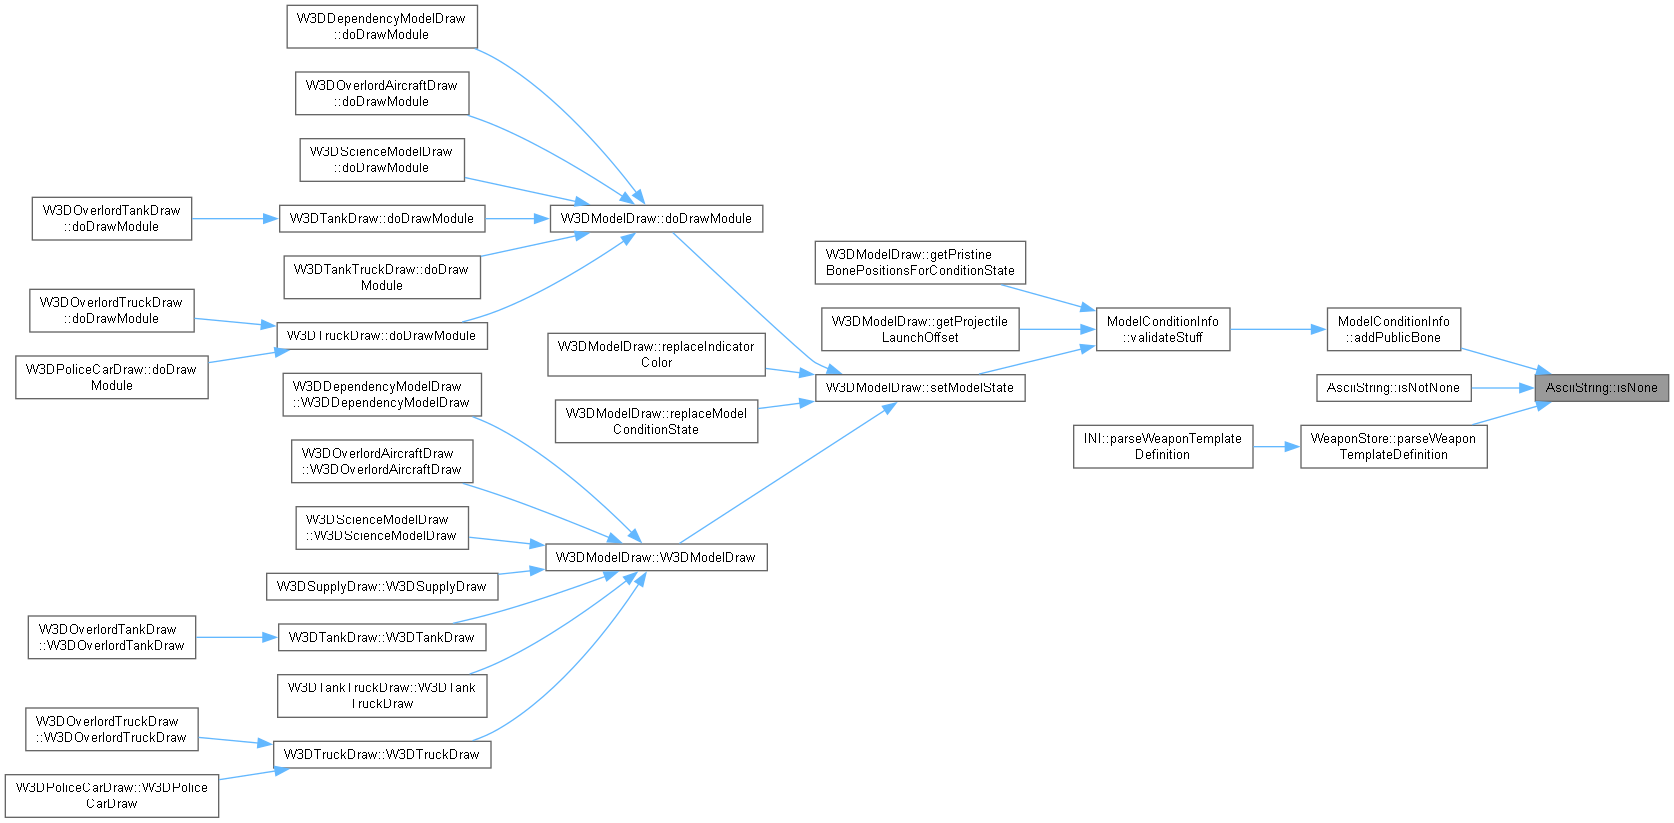 W3DDependencyModelDraw
::doDrawModule
W3DOverlordAircraftDraw
::doDrawModule
W3DScienceModelDraw
::doDrawModule
W3DOverlordTankDraw
::doDrawModule
W3DTankDraw::doDrawModule
W3DModelDraw::doDrawModule
W3DTankTruckDraw::doDraw
Module
W3DOverlordTruckDraw
::doDrawModule
W3DTruckDraw::doDrawModule
W3DPoliceCarDraw::doDraw
Module
W3DModelDraw::getPristine
BonePositionsForConditionState
W3DModelDraw::getProjectile
LaunchOffset
ModelConditionInfo
::validateStuff
ModelConditionInfo
::addPublicBone
W3DModelDraw::replaceIndicator
Color
W3DModelDraw::setModelState
W3DModelDraw::replaceModel
ConditionState
AsciiString::isNotNone
AsciiString::isNone
INI::parseWeaponTemplate
Definition
WeaponStore::parseWeapon
TemplateDefinition
W3DDependencyModelDraw
::W3DDependencyModelDraw
W3DOverlordAircraftDraw
::W3DOverlordAircraftDraw
W3DScienceModelDraw
::W3DScienceModelDraw
W3DModelDraw::W3DModelDraw
W3DSupplyDraw::W3DSupplyDraw
W3DOverlordTankDraw
::W3DOverlordTankDraw
W3DTankDraw::W3DTankDraw
W3DTankTruckDraw::W3DTank
TruckDraw
W3DOverlordTruckDraw
::W3DOverlordTruckDraw
W3DTruckDraw::W3DTruckDraw
W3DPoliceCarDraw::W3DPolice
CarDraw